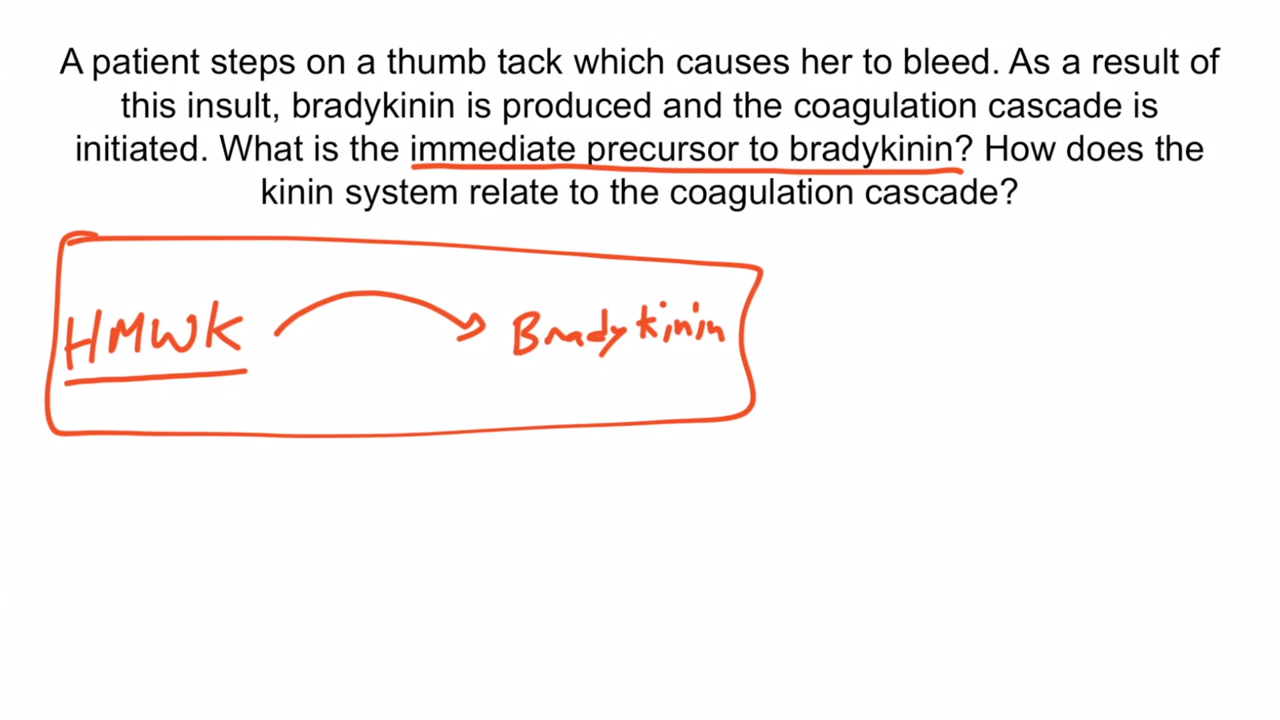 A patient steps on a thumb tack which causes her to bleed. As a result of
this insult, bradykinin is produced and the coagulation cascade is
initiated. What is the immediate precursor to bradykinin? How does the
kinin system relate to the coagulation cascade?
HMWK Bradykinin